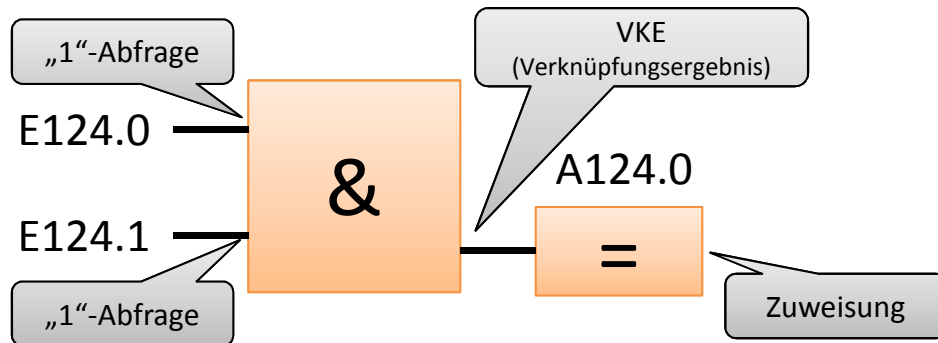 „1“-Abfrage
VKE
(Verknüpfungsergebnis)
E124.0
&
A124.0
E124.1
=
„1“-Abfrage
Zuweisung